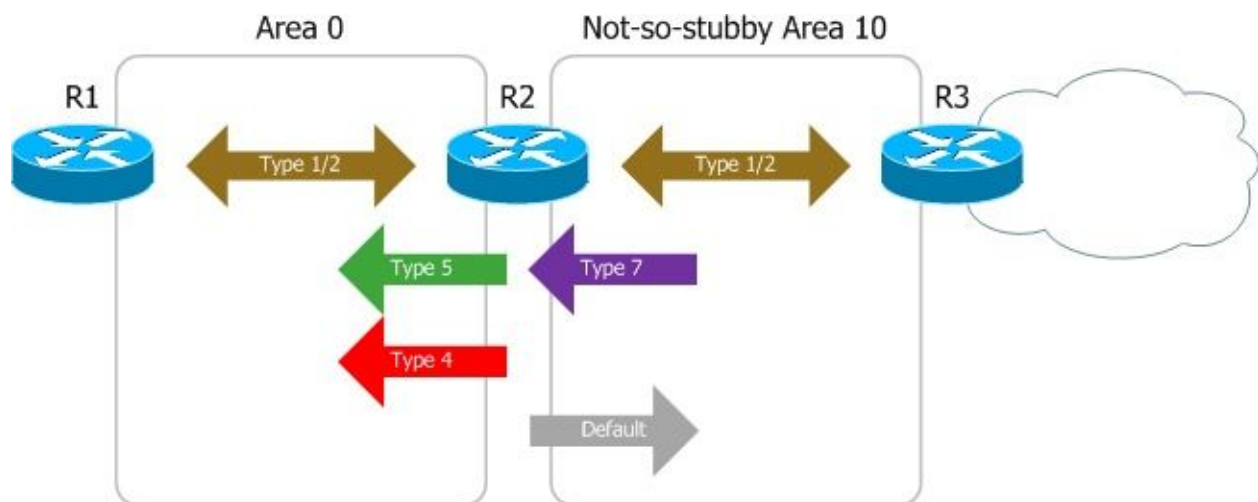 Area 0
Not-so-stubby Area 10
R1
R2
R3
Type 1/2
Type 1/2
Type 5
Type 7
Type 4
Default